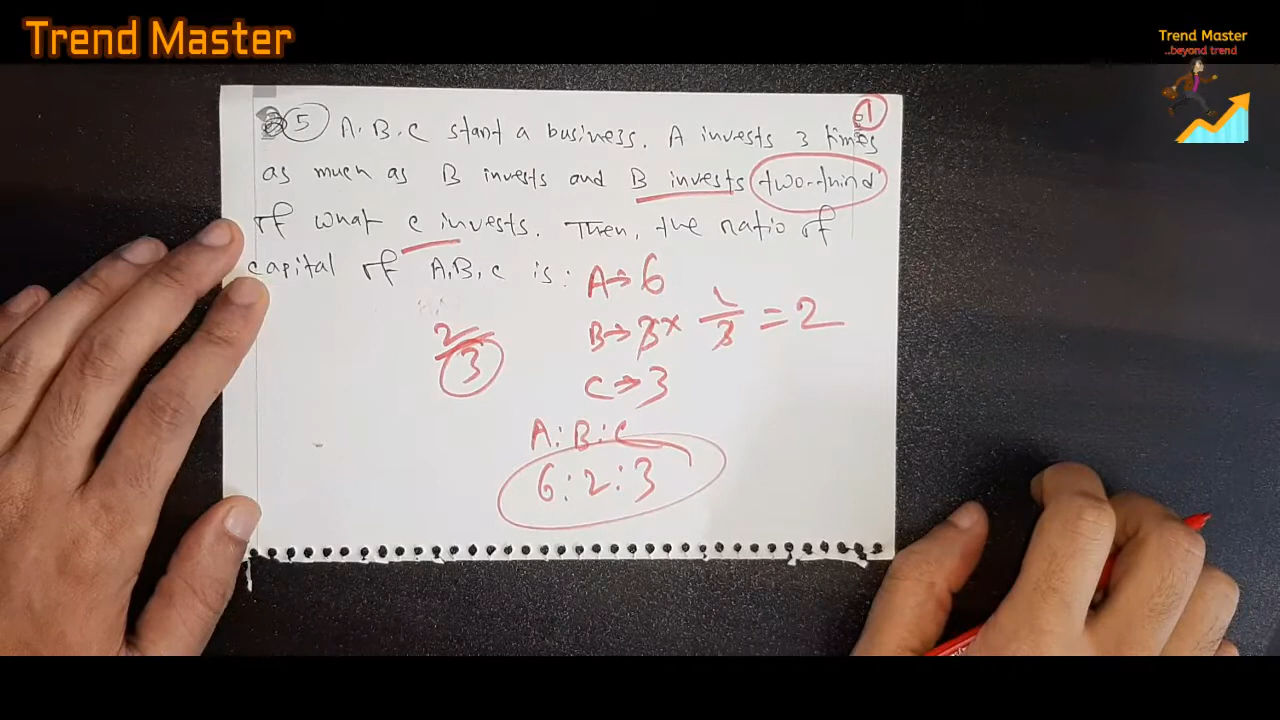 Trend Master
Trend Master
..beyond trend
1
5 A. B. C start a business. A invests 3 times
as much as B invests and B invests two-third
of what C invests. Then, the ratio of
capital of A, B, C is:
A → 6
B → 3 × 2/3 = 2
C → 3
2/3
A : B : C
6 : 2 : 3